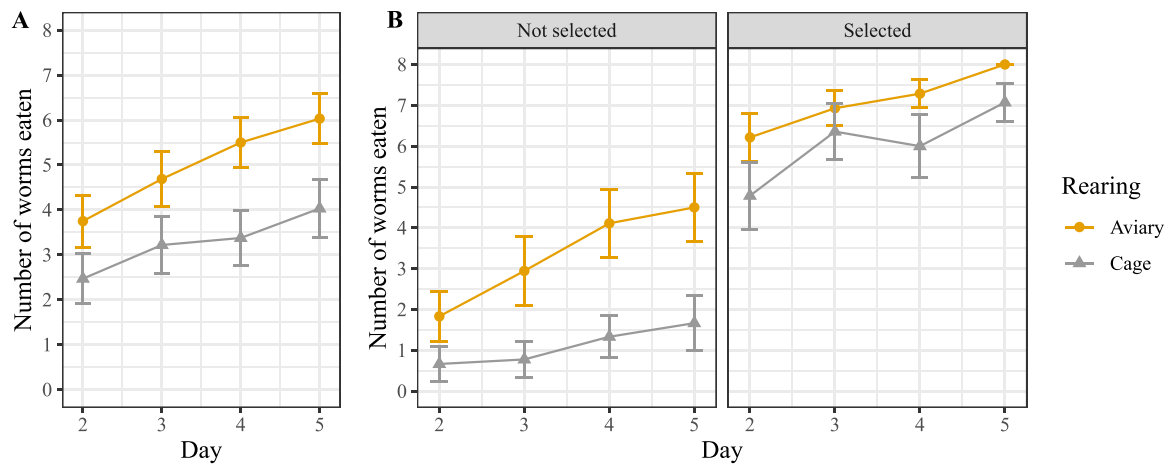 A
Number of worms eaten
8
7
6
5
4
3
2
1
0
2 3 4 5
Day
B
Not selected Selected
Number of worms eaten
8
7
6
5
4
3
2
1
0
2 3 4 5 2 3 4 5
Day
Rearing
Aviary
Cage